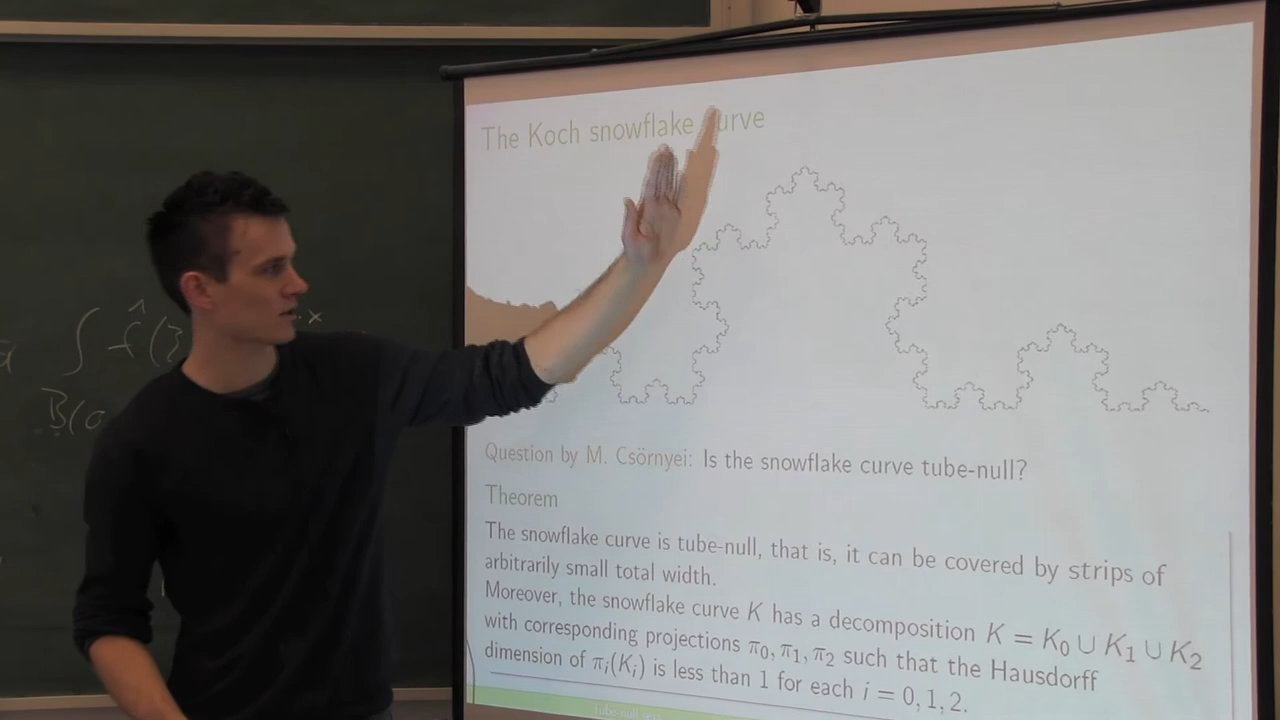 The Koch snowflake curve
Question by M. Csörnyei: Is the snowflake curve tube-null?
Theorem
The snowflake curve is tube-null, that is, it can be covered by strips of
arbitrarily small total width.
Moreover, the snowflake curve K has a decomposition K = K₀ ∪ K₁ ∪ K₂
with corresponding projections π₀, π₁, π₂ such that the Hausdorff
dimension of πᵢ(Kᵢ) is less than 1 for each i = 0, 1, 2.